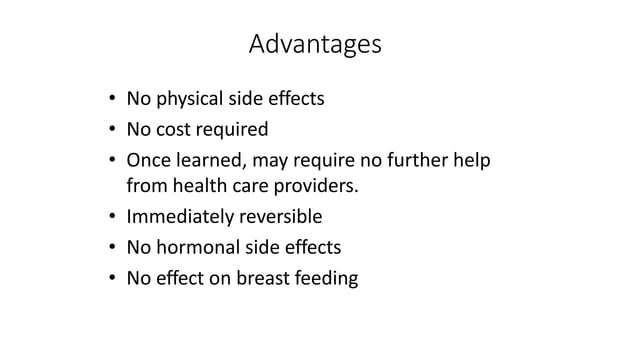 Advantages
• No physical side effects
• No cost required
• Once learned, may require no further help
from health care providers.
• Immediately reversible
• No hormonal side effects
• No effect on breast feeding